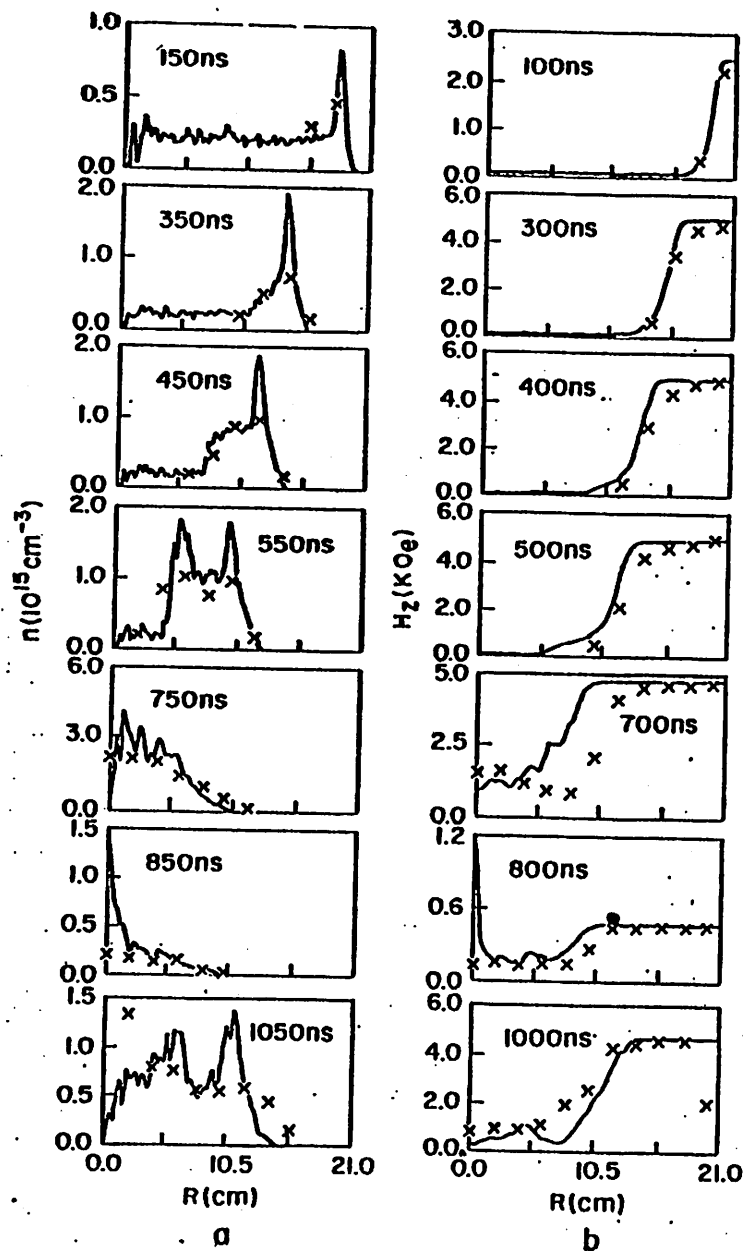 1.0
150ns
0.5
0.0
2.0
350ns
1.0
0.0
2.0
450ns
1.0
0.0
2.0
550ns
1.0
0.0
6.0
750ns
3.0
0.0
1.5
850ns
1.0
0.5
0.0
1.5
1050ns
1.0
0.5
0.0
0.0
10.5
21.0
R(cm)
n(10¹⁵cm⁻³)
a
3.0
100ns
2.0
1.0
0.0
6.0
300ns
4.0
2.0
0.0
6.0
400ns
4.0
2.0
0.0
6.0
500ns
4.0
2.0
0.0
5.0
700ns
2.5
0.0
1.2
800ns
0.6
0.0
6.0
1000ns
4.0
2.0
0.0
0.0
10.5
21.0
R(cm)
Hz(KOe)
b